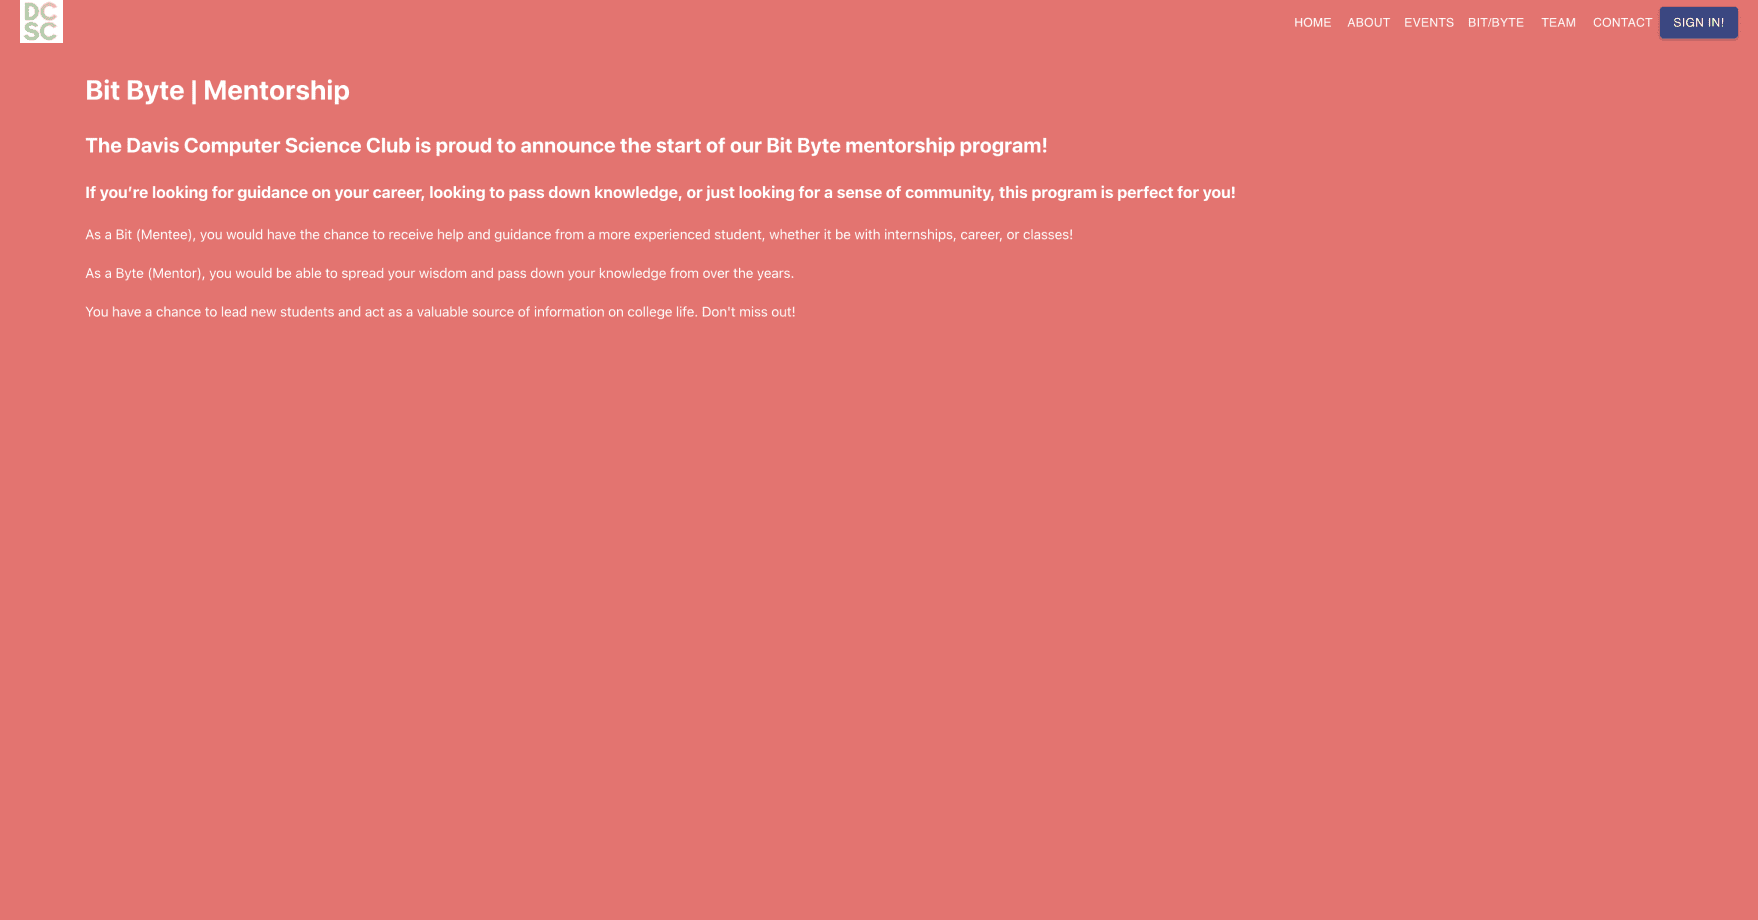 DC
SC
HOME ABOUT EVENTS BIT/BYTE TEAM CONTACT SIGN IN!
Bit Byte | Mentorship
The Davis Computer Science Club is proud to announce the start of our Bit Byte mentorship program!
If you’re looking for guidance on your career, looking to pass down knowledge, or just looking for a sense of community, this program is perfect for you!
As a Bit (Mentee), you would have the chance to receive help and guidance from a more experienced student, whether it be with internships, career, or classes!
As a Byte (Mentor), you would be able to spread your wisdom and pass down your knowledge from over the years.
You have a chance to lead new students and act as a valuable source of information on college life. Don't miss out!